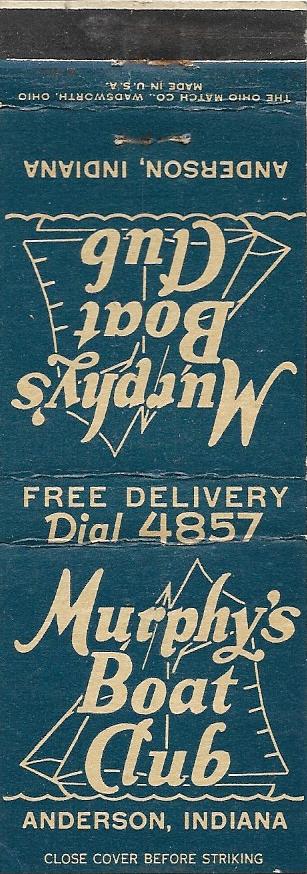 THE OHIO MATCH CO., WADSWORTH, OHIO
MADE IN U.S.A.
ANDERSON, INDIANA
Murphy's
Boat
Club
FREE DELIVERY
Dial 4857
Murphy's
Boat
Club
ANDERSON, INDIANA
CLOSE COVER BEFORE STRIKING